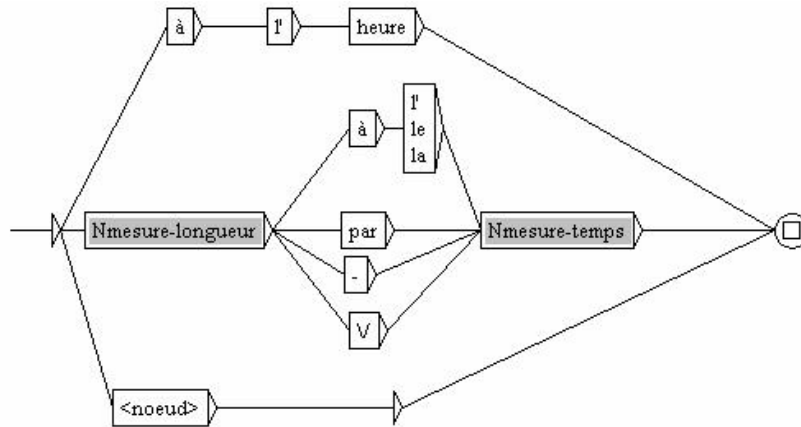 à l' heure
à l'
le
la
Nmesure-longueur par Nmesure-temps
-
\/
<noeud>